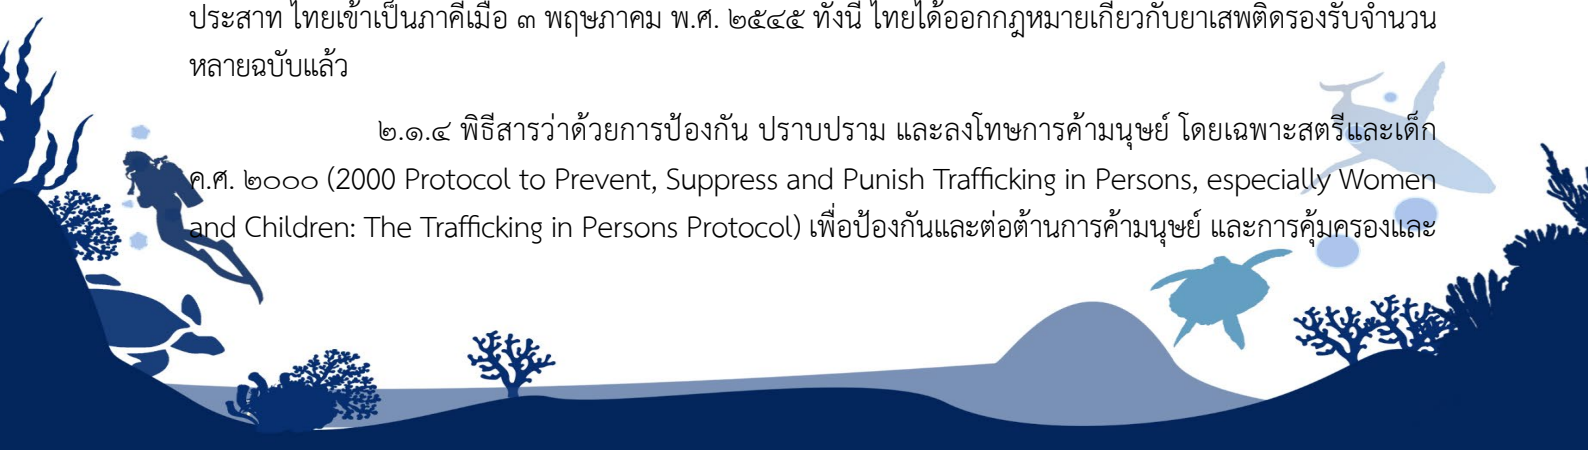 ประสาท ไทยเข้าเป็นภาคีเมื่อ ๓ พฤษภาคม พ.ศ. ๒๕๔๕ ทั้งนี้ ไทยได้ออกกฎหมายเกี่ยวกับยาเสพติดรองรับจำนวน
หลายฉบับแล้ว
๒.๑.๔ พิธีสารว่าด้วยการป้องกัน ปราบปราม และลงโทษการค้ามนุษย์ โดยเฉพาะสตรีและเด็ก
ค.ศ. ๒๐๐๐ (2000 Protocol to Prevent, Suppress and Punish Trafficking in Persons, especially Women
and Children: The Trafficking in Persons Protocol) เพื่อป้องกันและต่อต้านการค้ามนุษย์ และการคุ้มครองและ